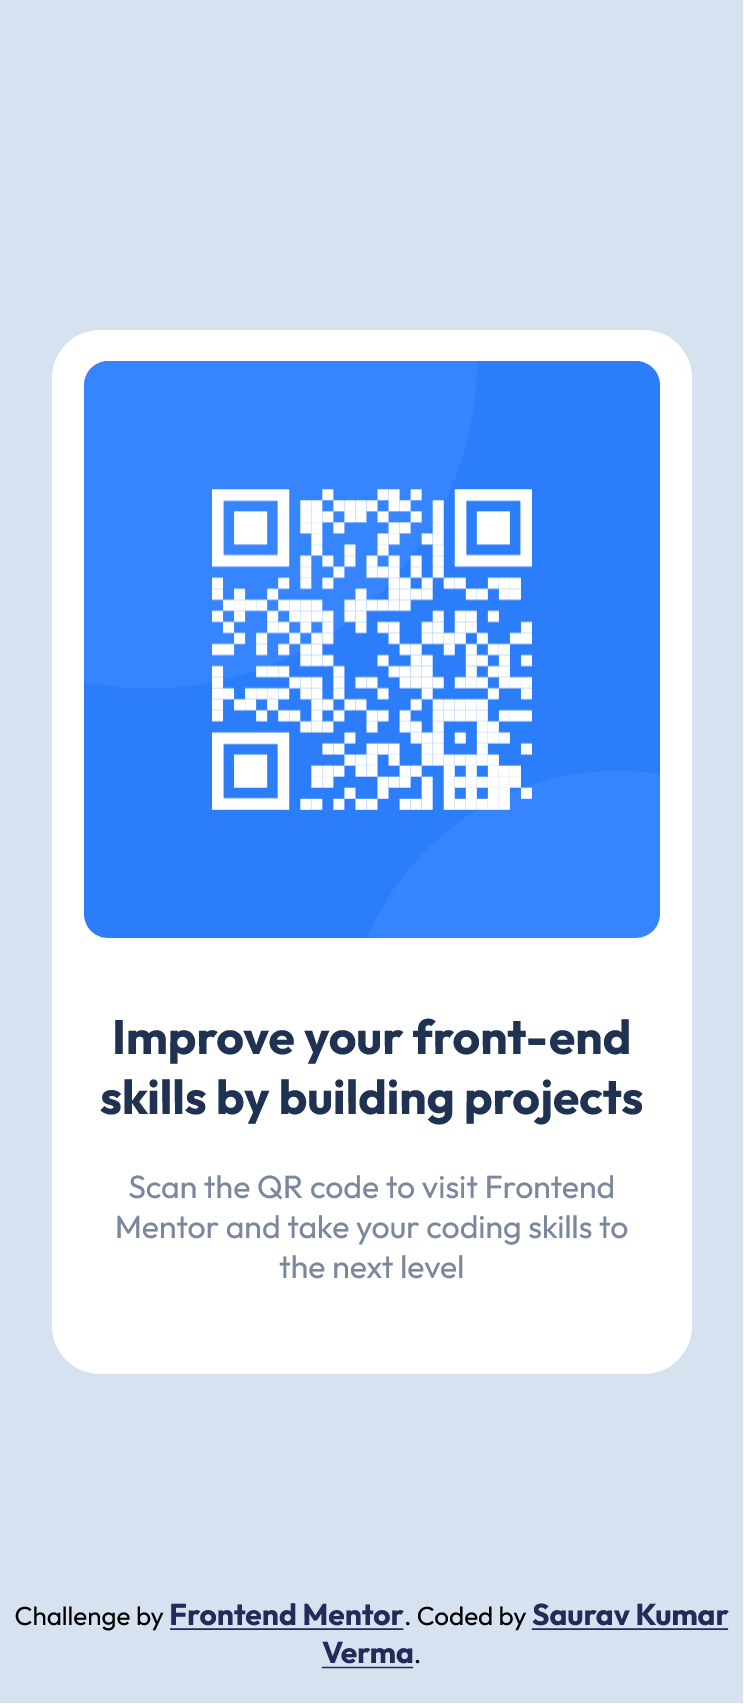 Improve your front-end
skills by building projects
Scan the QR code to visit Frontend
Mentor and take your coding skills to
the next level
Challenge by Frontend Mentor. Coded by Saurav Kumar
Verma.